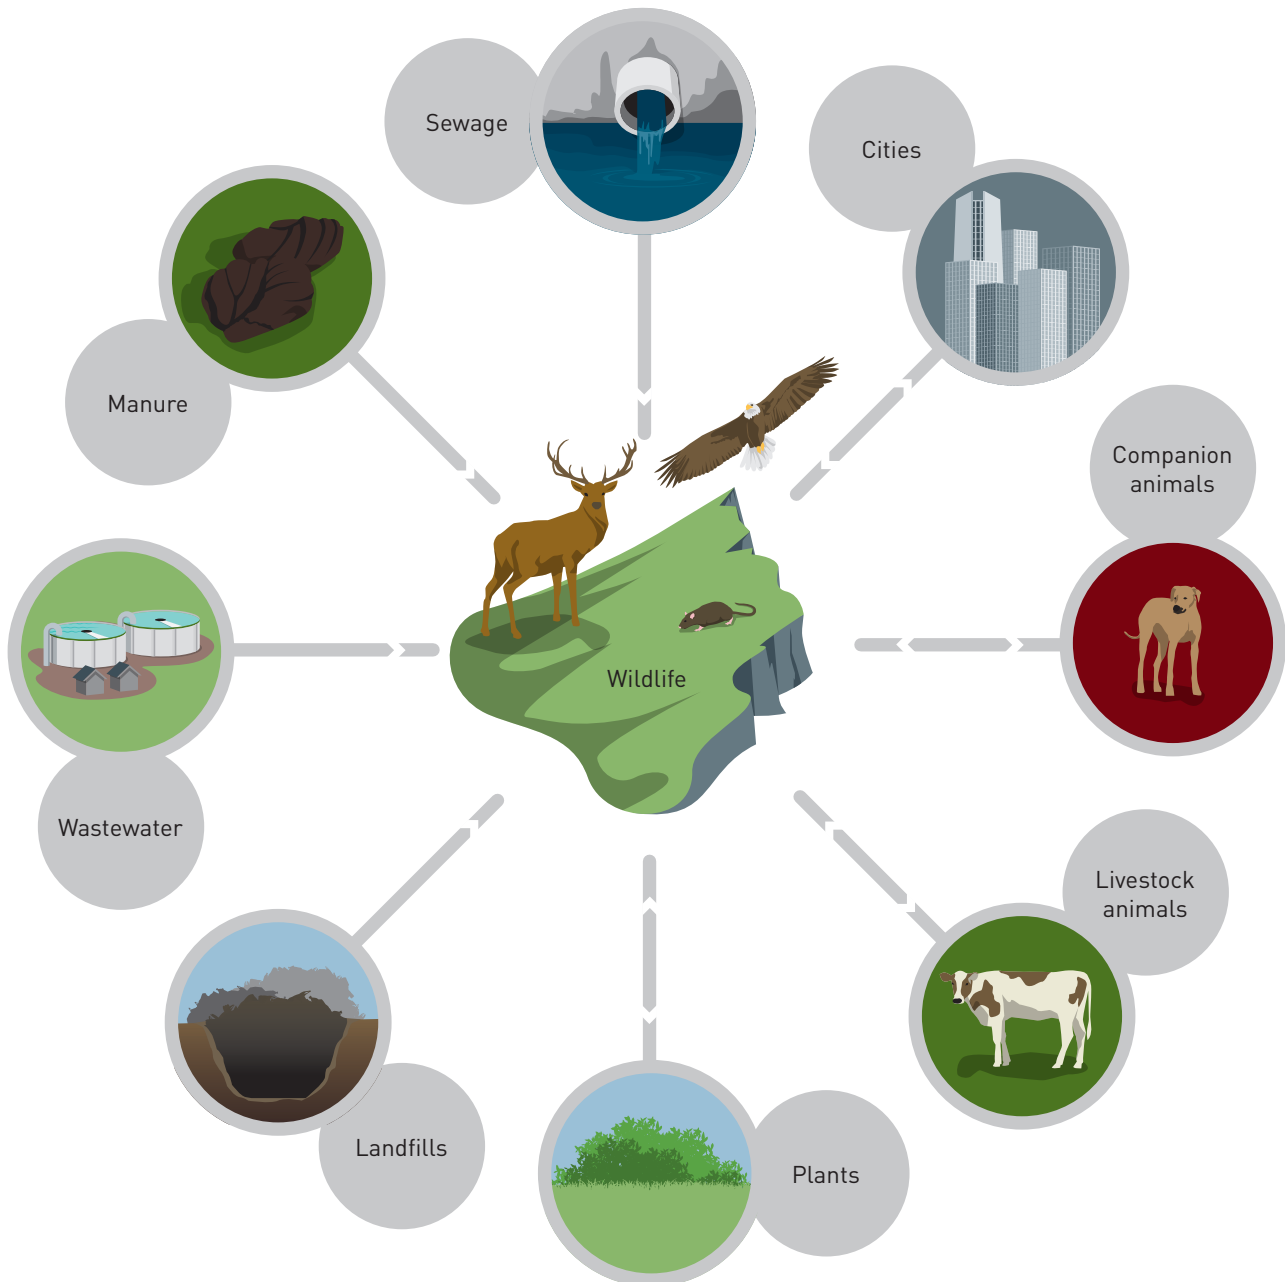 Sewage
Cities
Manure
Companion
animals
Wildlife
Wastewater
Livestock
animals
Landfills
Plants